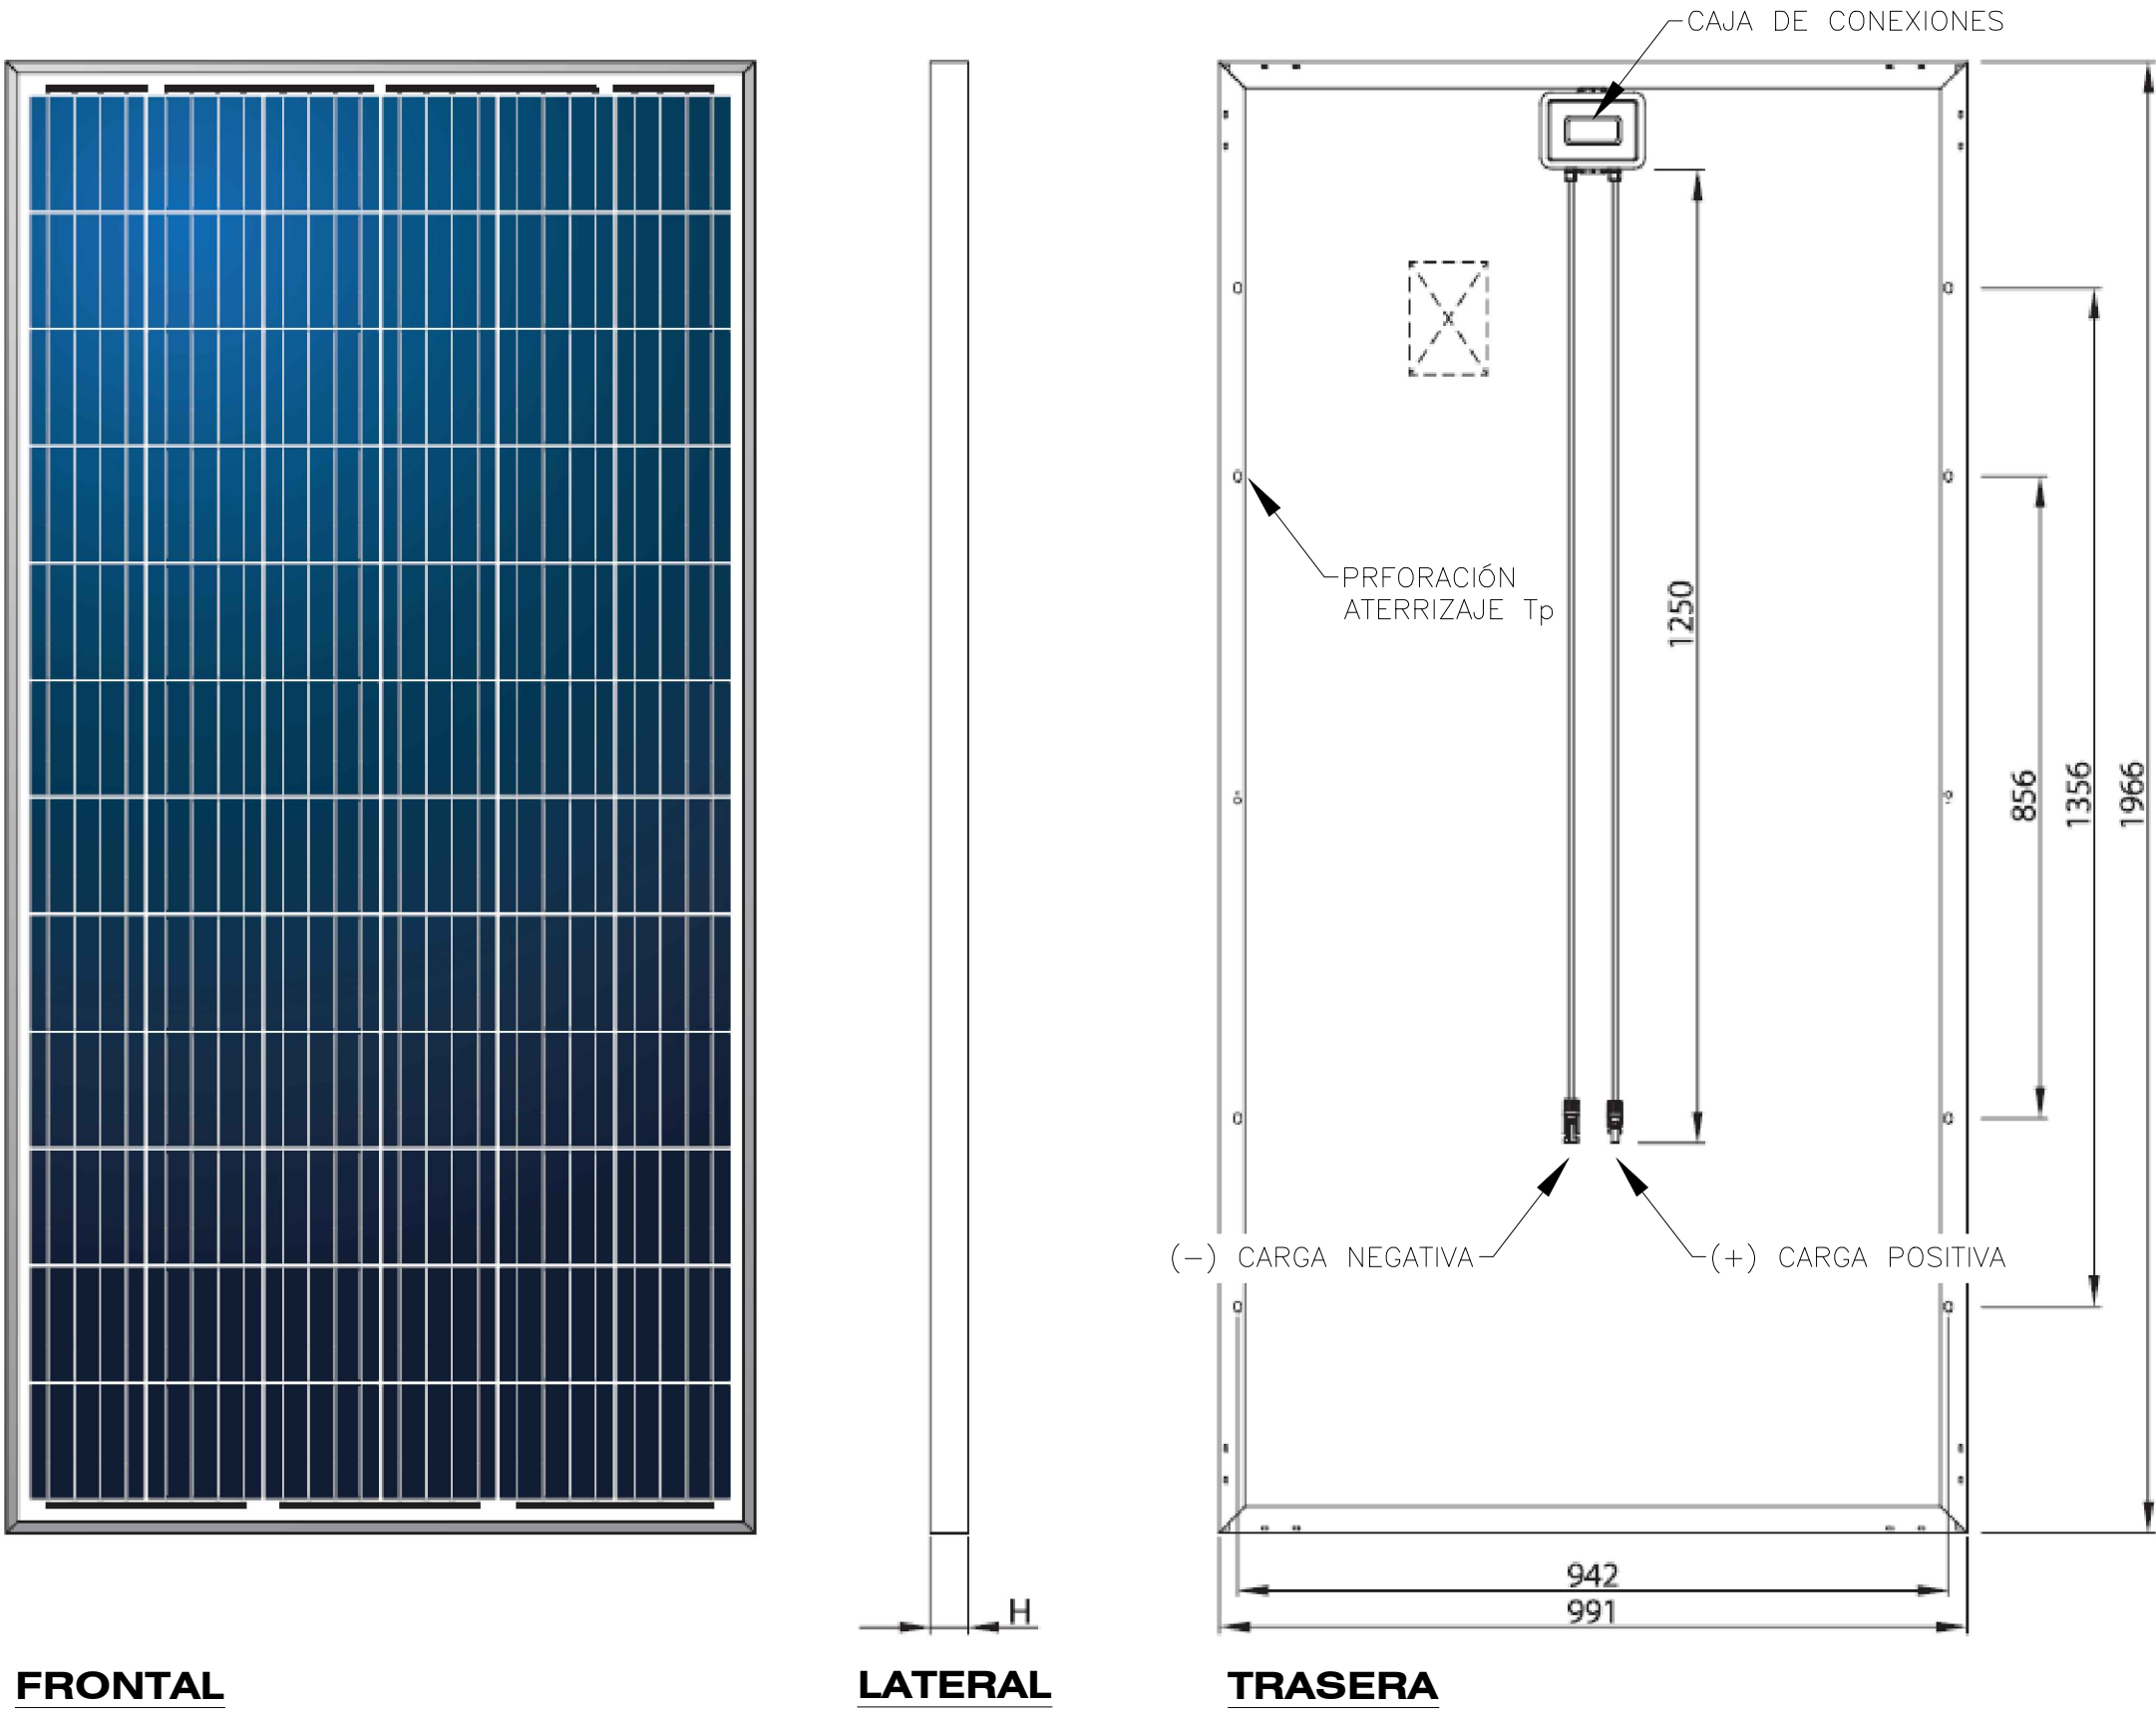 CAJA DE CONEXIONES
PRFORACIÓN
ATERRIZAJE Tp
1250
856
1356
1966
(-) CARGA NEGATIVA
(+) CARGA POSITIVA
942
991
H
FRONTAL
LATERAL
TRASERA